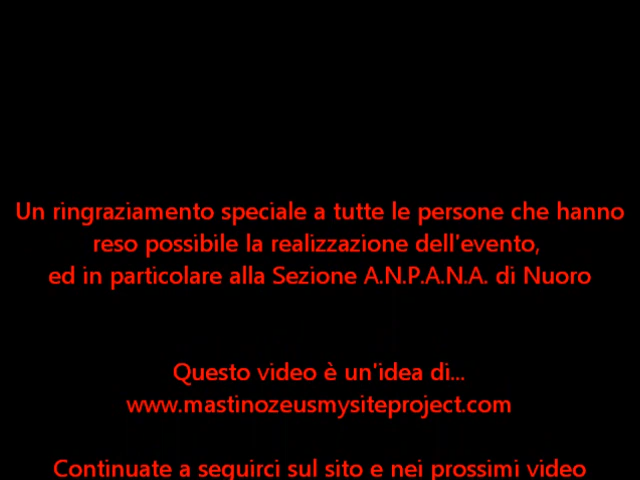 Un ringraziamento speciale a tutte le persone che hanno
reso possibile la realizzazione dell'evento,
ed in particolare alla Sezione A.N.P.A.N.A. di Nuoro
Questo video è un'idea di...
www.mastinozeusmysiteproject.com
Continuate a seguirci sul sito e nei prossimi video